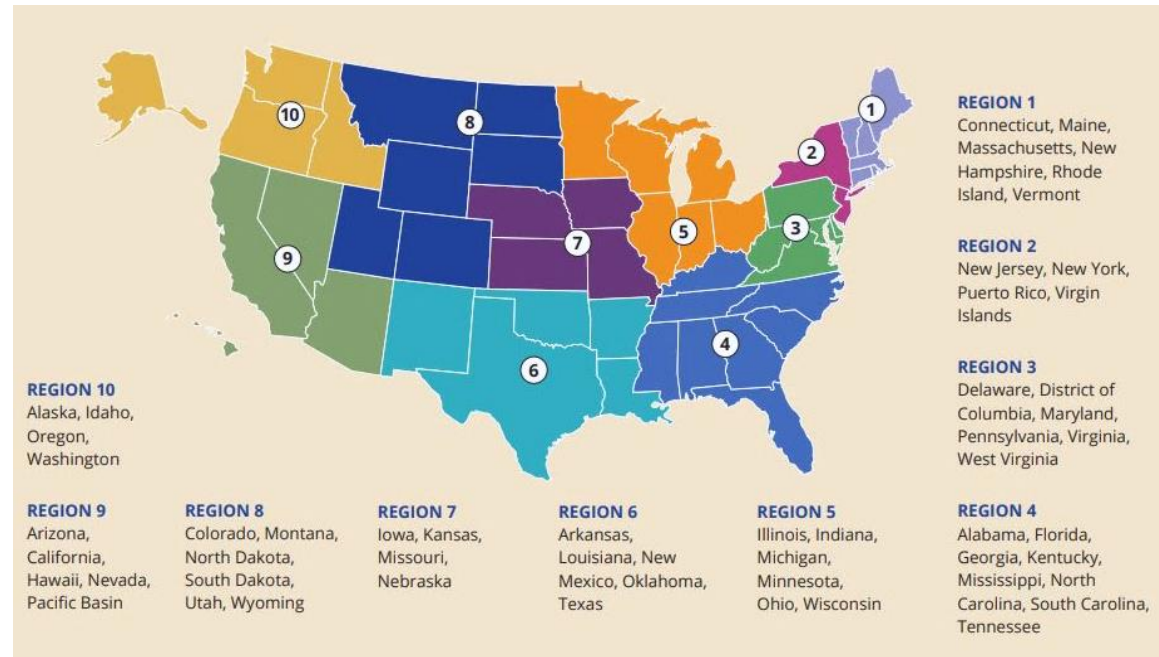 10
8
1
2
9
7
5
3
6
4
REGION 1
Connecticut, Maine,
Massachusetts, New
Hampshire, Rhode
Island, Vermont
REGION 2
New Jersey, New York,
Puerto Rico, Virgin
Islands
REGION 3
Delaware, District of
Columbia, Maryland,
Pennsylvania, Virginia,
West Virginia
REGION 10
Alaska, Idaho,
Oregon,
Washington
REGION 9
Arizona,
California,
Hawaii, Nevada,
Pacific Basin
REGION 8
Colorado, Montana,
North Dakota,
South Dakota,
Utah, Wyoming
REGION 7
Iowa, Kansas,
Missouri,
Nebraska
REGION 6
Arkansas,
Louisiana, New
Mexico, Oklahoma,
Texas
REGION 5
Illinois, Indiana,
Michigan,
Minnesota,
Ohio, Wisconsin
REGION 4
Alabama, Florida,
Georgia, Kentucky,
Mississippi, North
Carolina, South Carolina,
Tennessee